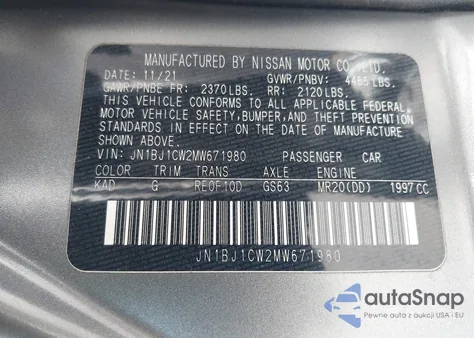 MANUFACTURED BY NISSAN MOTOR CO., LTD.
DATE: 11/21 GVWR/PNBV: 4465LBS.
GAWR/PNBE FR: 2370LBS. RR: 2120LBS.
THIS VEHICLE CONFORMS TO ALL APPLICABLE FEDERAL
MOTOR VEHICLE SAFETY,BUMPER,AND THEFT PREVENTION
STANDARDS IN EFFECT ON THE DATE OF MANUFACTURE
SHOWN ABOVE.
VIN: JN1BJ1CW2MW671980 PASSENGER CAR
COLOR TRIM TRANS AXLE ENGINE
KAD G RE0F10D GS63 MR20(DD) 1997CC
JN1BJ1CW2MW671980
autoSnap
Pewne auta z USA i EU